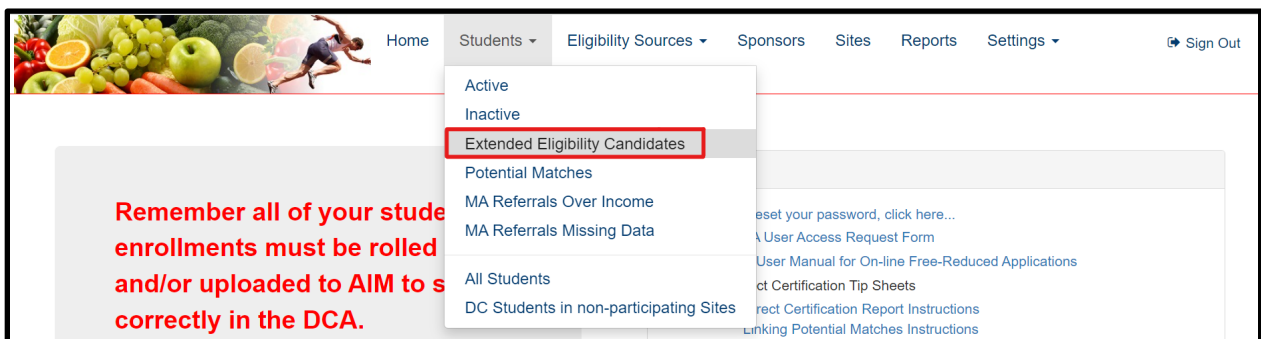 Home Students Eligibility Sources Sponsors Sites Reports Settings Sign Out
Active
Inactive
Extended Eligibility Candidates
Potential Matches
MA Referrals Over Income
MA Referrals Missing Data
All Students
DC Students in non-participating Sites
Remember all of your
enrollments must be rolled
and/or uploaded to AIM to
correctly in the DCA.
your password, click here...
User Access Request Form
User Manual for On-line Free-Reduced Applications
Certification Tip Sheets
Certification Report Instructions
Linking Potential Matches Instructions